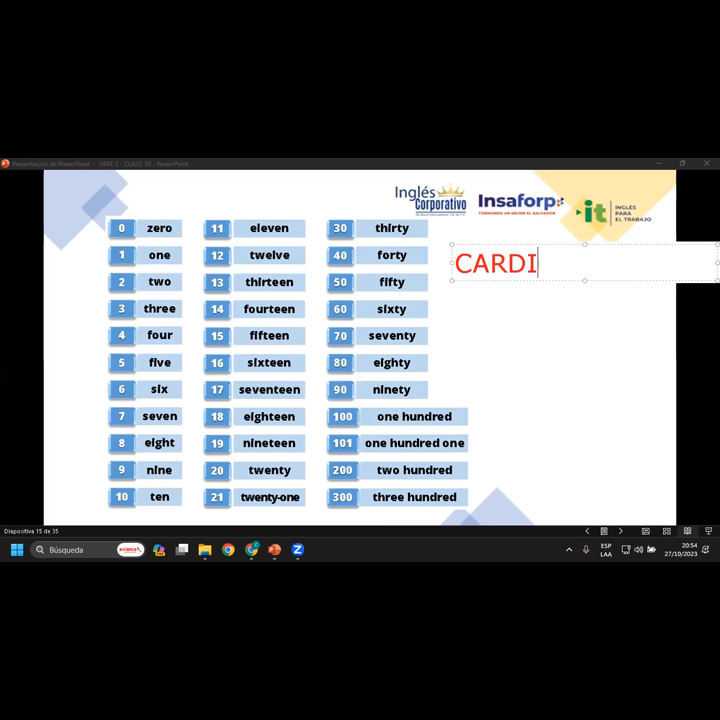 Presentación de PowerPoint - UNIT 2 - CLASS 10 - PowerPoint
Inglés
Corporativo
Insaforp
FORMANDO UN MEJOR EL SALVADOR
it
INGLÉS
PARA
EL TRABAJO
0 zero
1 one
2 two
3 three
4 four
5 five
6 six
7 seven
8 eight
9 nine
10 ten
11 eleven
12 twelve
13 thirteen
14 fourteen
15 fifteen
16 sixteen
17 seventeen
18 eighteen
19 nineteen
20 twenty
21 twenty-one
30 thirty
40 forty
50 fifty
60 sixty
70 seventy
80 eighty
90 ninety
100 one hundred
101 one hundred one
200 two hundred
300 three hundred
CARDI
Diapositiva 15 de 35
Búsqueda
avianca
ESP
LAA
20:54
27/10/2023